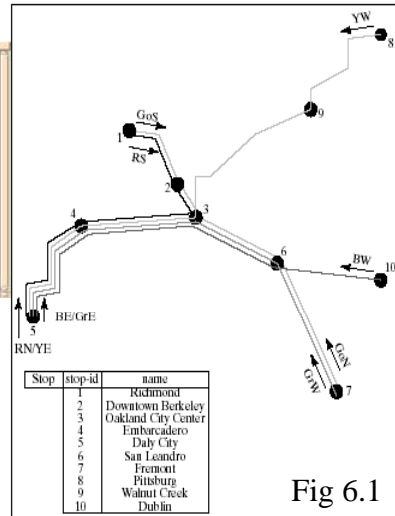 YW
8
9
GoS
1
RS
2
3
4
6
BW
10
BE/GrE
5
RN/YE
GoN
GrW
7
Stop stop-id name
1 Richmond
2 Downtown Berkeley
3 Oakland City Center
4 Embarcadero
5 Daly City
6 San Leandro
7 Fremont
8 Pittsburg
9 Walnut Creek
10 Dublin
Fig 6.1